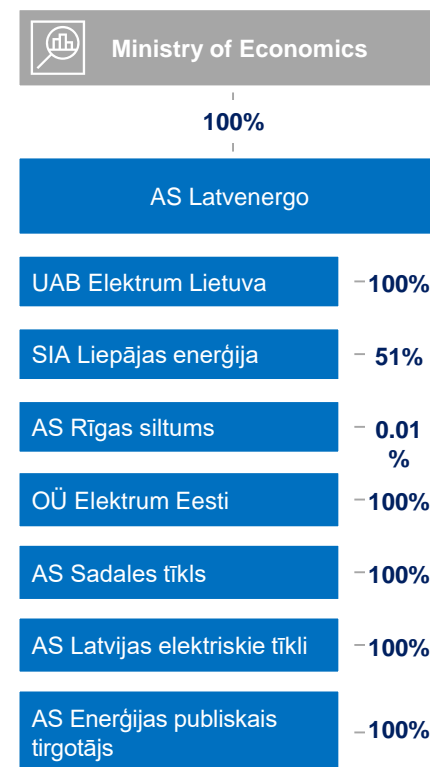 Ministry of Economics
100%
AS Latvenergo
UAB Elektrum Lietuva
100%
SIA Liepājas enerģija
51%
AS Rīgas siltums
0.01
%
OÜ Elektrum Eesti
100%
AS Sadales tīkls
100%
AS Latvijas elektriskie tīkli
100%
AS Enerģijas publiskais
tirgotājs
100%